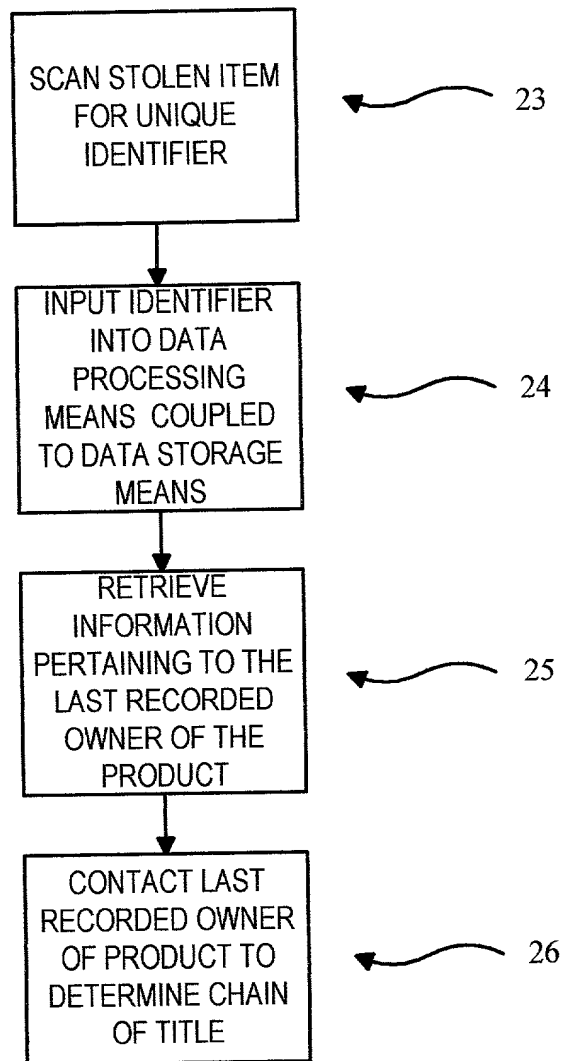 SCAN STOLEN ITEM
FOR UNIQUE
IDENTIFIER
23
INPUT IDENTIFIER
INTO DATA
PROCESSING
MEANS COUPLED
TO DATA STORAGE
MEANS
24
RETRIEVE
INFORMATION
PERTAINING TO THE
LAST RECORDED
OWNER OF THE
PRODUCT
25
CONTACT LAST
RECORDED OWNER
OF PRODUCT TO
DETERMINE CHAIN
OF TITLE
26